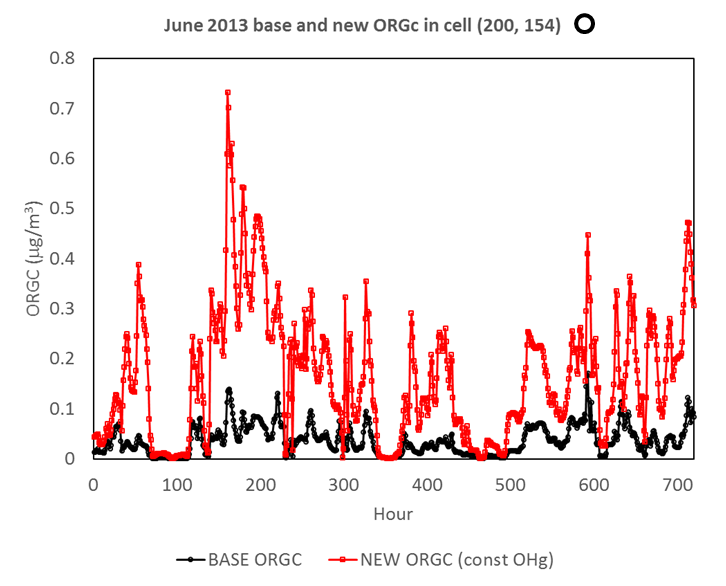 June 2013 base and new ORGc in cell (200, 154)
0.8
0.7
0.6
0.5
0.4
0.3
0.2
0.1
0
ORGC (µg/m³)
0 100 200 300 400 500 600 700
Hour
BASE ORGC NEW ORGC (const OHg)